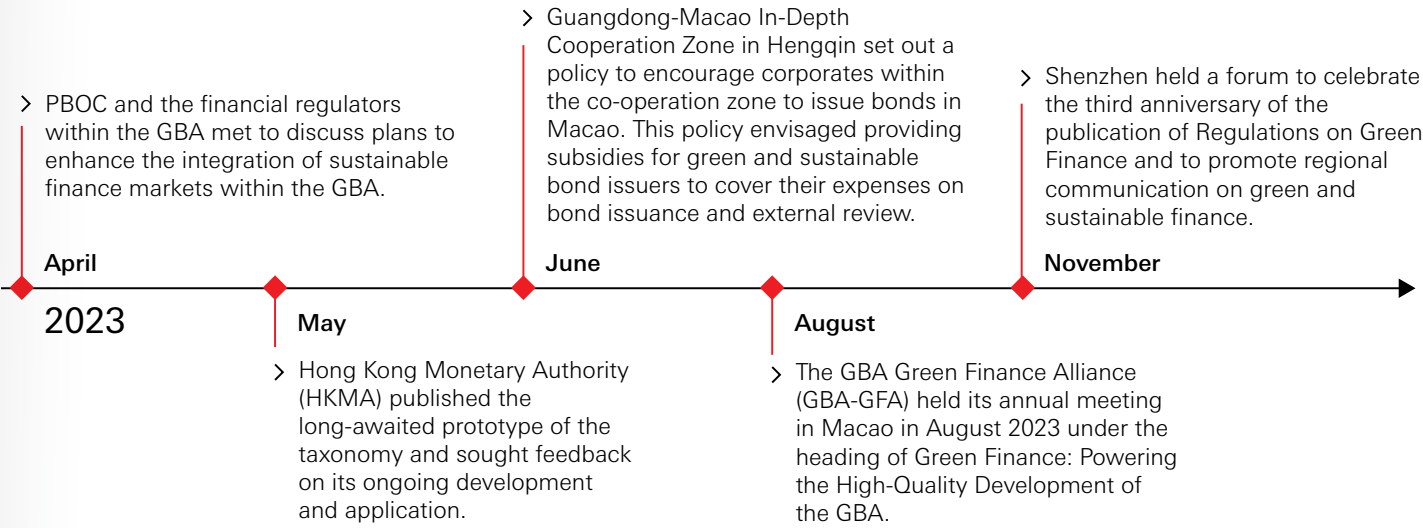 PBOC and the financial regulators
within the GBA met to discuss plans to
enhance the integration of sustainable
finance markets within the GBA.
April
2023
May
Hong Kong Monetary Authority
(HKMA) published the
long-awaited prototype of the
taxonomy and sought feedback
on its ongoing development
and application.
Guangdong-Macao In-Depth
Cooperation Zone in Hengqin set out a
policy to encourage corporates within
the co-operation zone to issue bonds in
Macao. This policy envisaged providing
subsidies for green and sustainable
bond issuers to cover their expenses on
bond issuance and external review.
June
August
The GBA Green Finance Alliance
(GBA-GFA) held its annual meeting
in Macao in August 2023 under the
heading of Green Finance: Powering
the High-Quality Development of
the GBA.
Shenzhen held a forum to celebrate
the third anniversary of the
publication of Regulations on Green
Finance and to promote regional
communication on green and
sustainable finance.
November